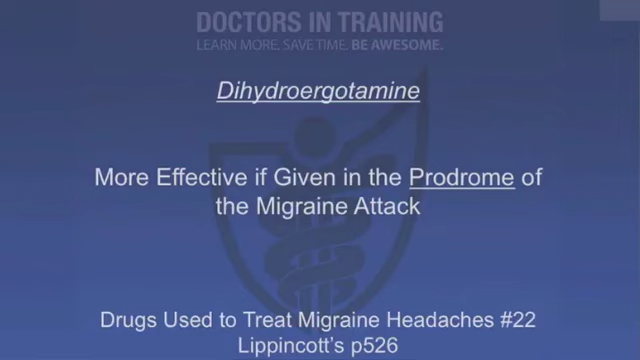 DOCTORS IN TRAINING
LEARN MORE. SAVE TIME. BE AWESOME.
Dihydroergotamine
More Effective if Given in the Prodrome of
the Migraine Attack
Drugs Used to Treat Migraine Headaches #22
Lippincott's p526